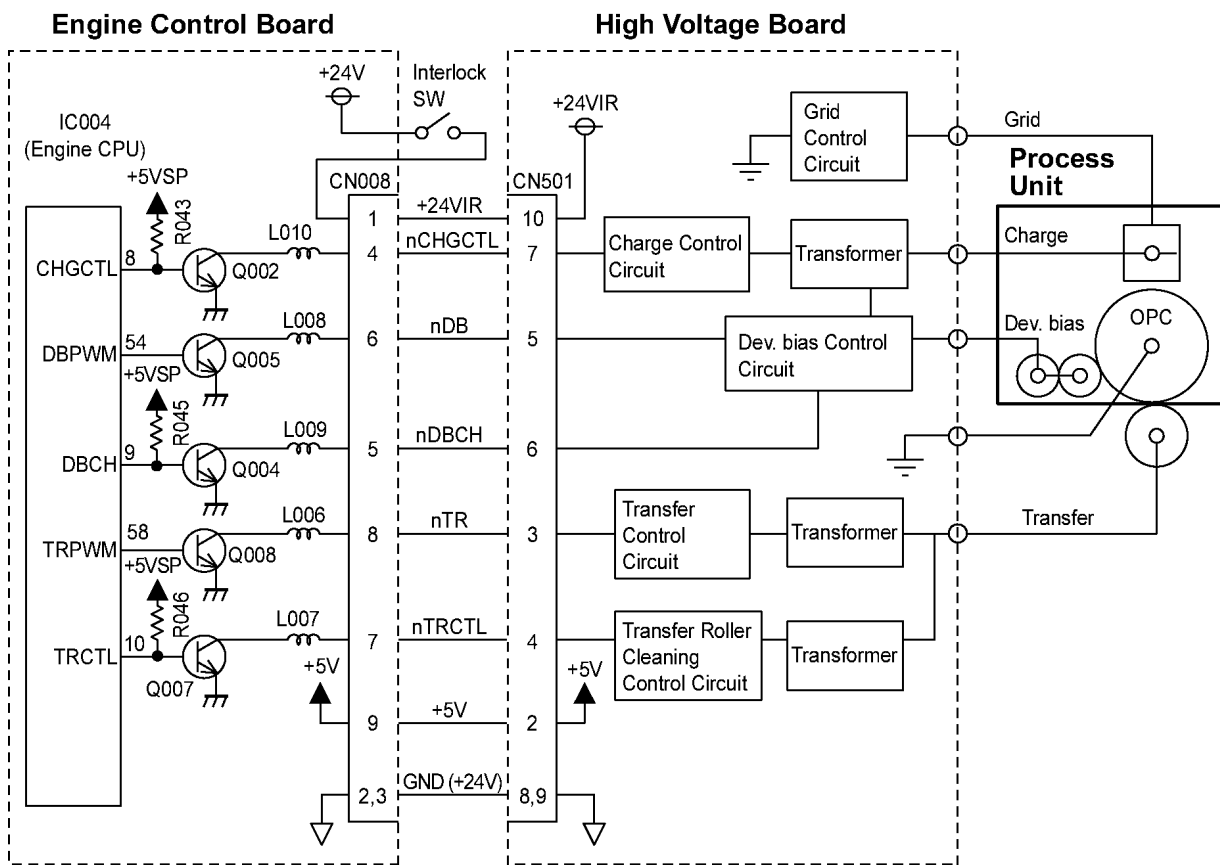 Engine Control Board
High Voltage Board
+24V
Interlock
SW
+24VIR
Grid
Control
Circuit
Grid
IC004
(Engine CPU)
Process
Unit
+5VSP
R043
CN008
CN501
1
+24VIR
10
CHGCTL
8
Q002
L010
4
nCHGCTL
7
Charge Control
Circuit
Transformer
Charge
DBPWM
54
Q005
L008
6
nDB
5
Dev. bias Control
Circuit
Dev. bias
OPC
+5VSP
R045
DBCH
9
Q004
L009
5
nDBCH
6
TRPWM
58
Q008
L006
8
nTR
3
Transfer
Control
Circuit
Transformer
Transfer
+5VSP
R046
TRCTL
10
Q007
L007
7
nTRCTL
4
Transfer Roller
Cleaning
Control Circuit
Transformer
+5V
9
+5V
2
+5V
2,3
GND (+24V)
8,9